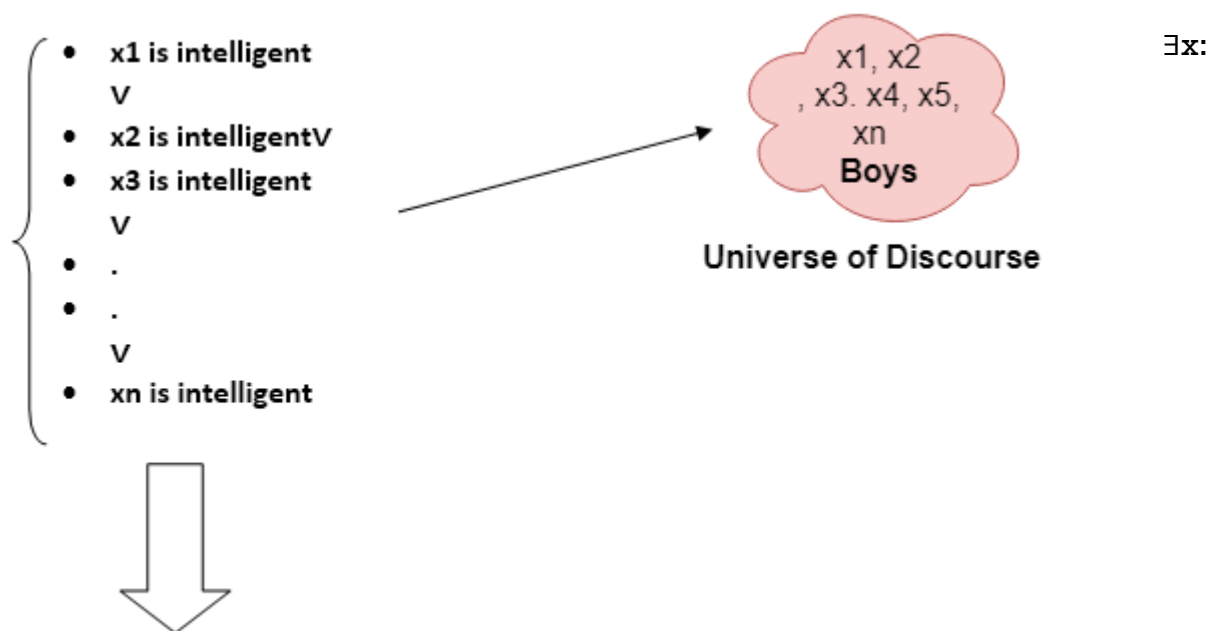 • x1 is intelligent
V
• x2 is intelligentV
• x3 is intelligent
V
• .
• .
V
• xn is intelligent
x1, x2
, x3. x4, x5,
xn
Boys
Universe of Discourse
∃x: